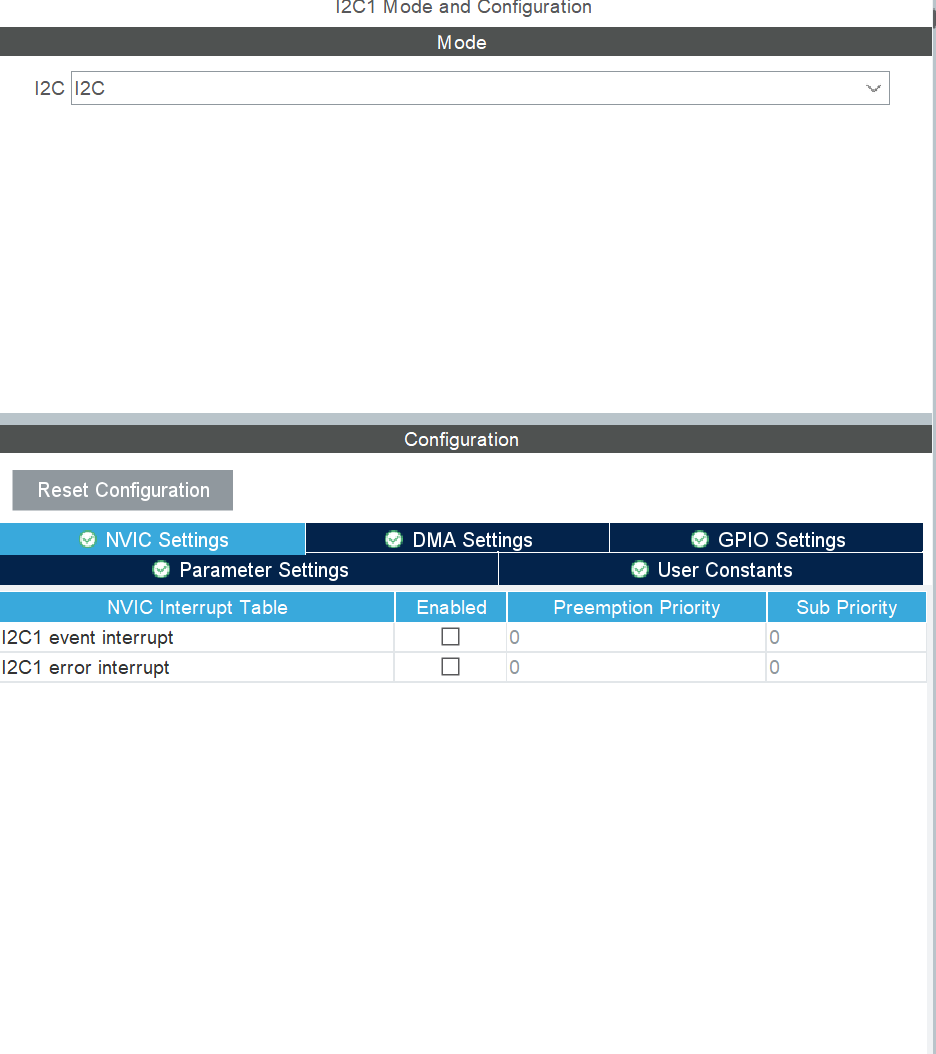 I2C1 Mode and Configuration
Mode
I2C I2C
Configuration
Reset Configuration
NVIC Settings DMA Settings GPIO Settings
Parameter Settings User Constants
NVIC Interrupt Table Enabled Preemption Priority Sub Priority
I2C1 event interrupt 0 0
I2C1 error interrupt 0 0